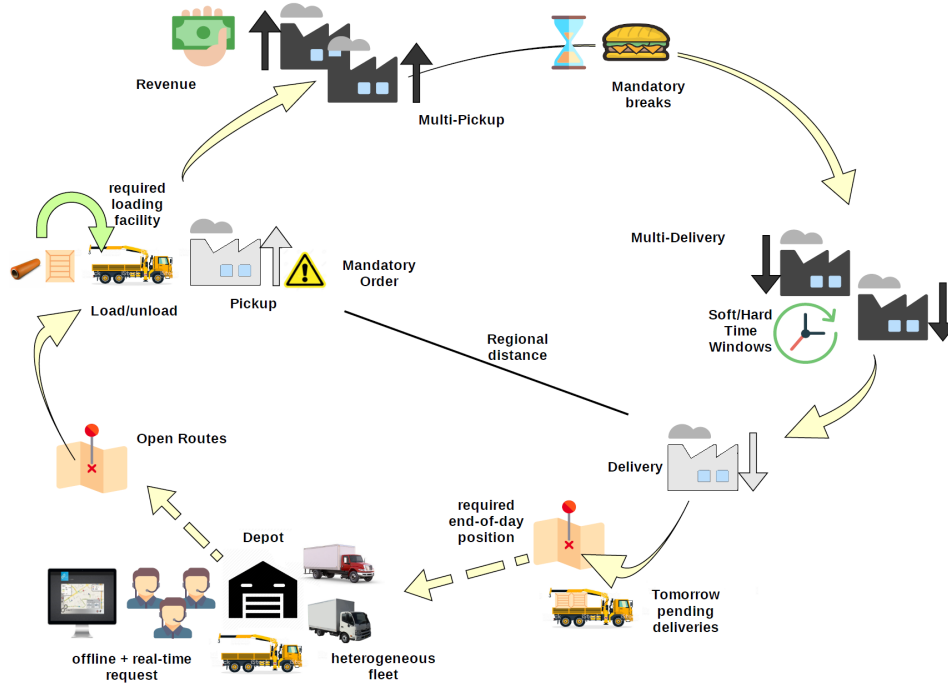 Revenue
Multi-Pickup
Mandatory
breaks
required
loading
facility
Load/unload
Pickup
Mandatory
Order
Multi-Delivery
Soft/Hard
Time
Windows
Regional
distance
Delivery
Open Routes
required
end-of-day
position
Tomorrow
pending
deliveries
Depot
offline + real-time
request
heterogeneous
fleet